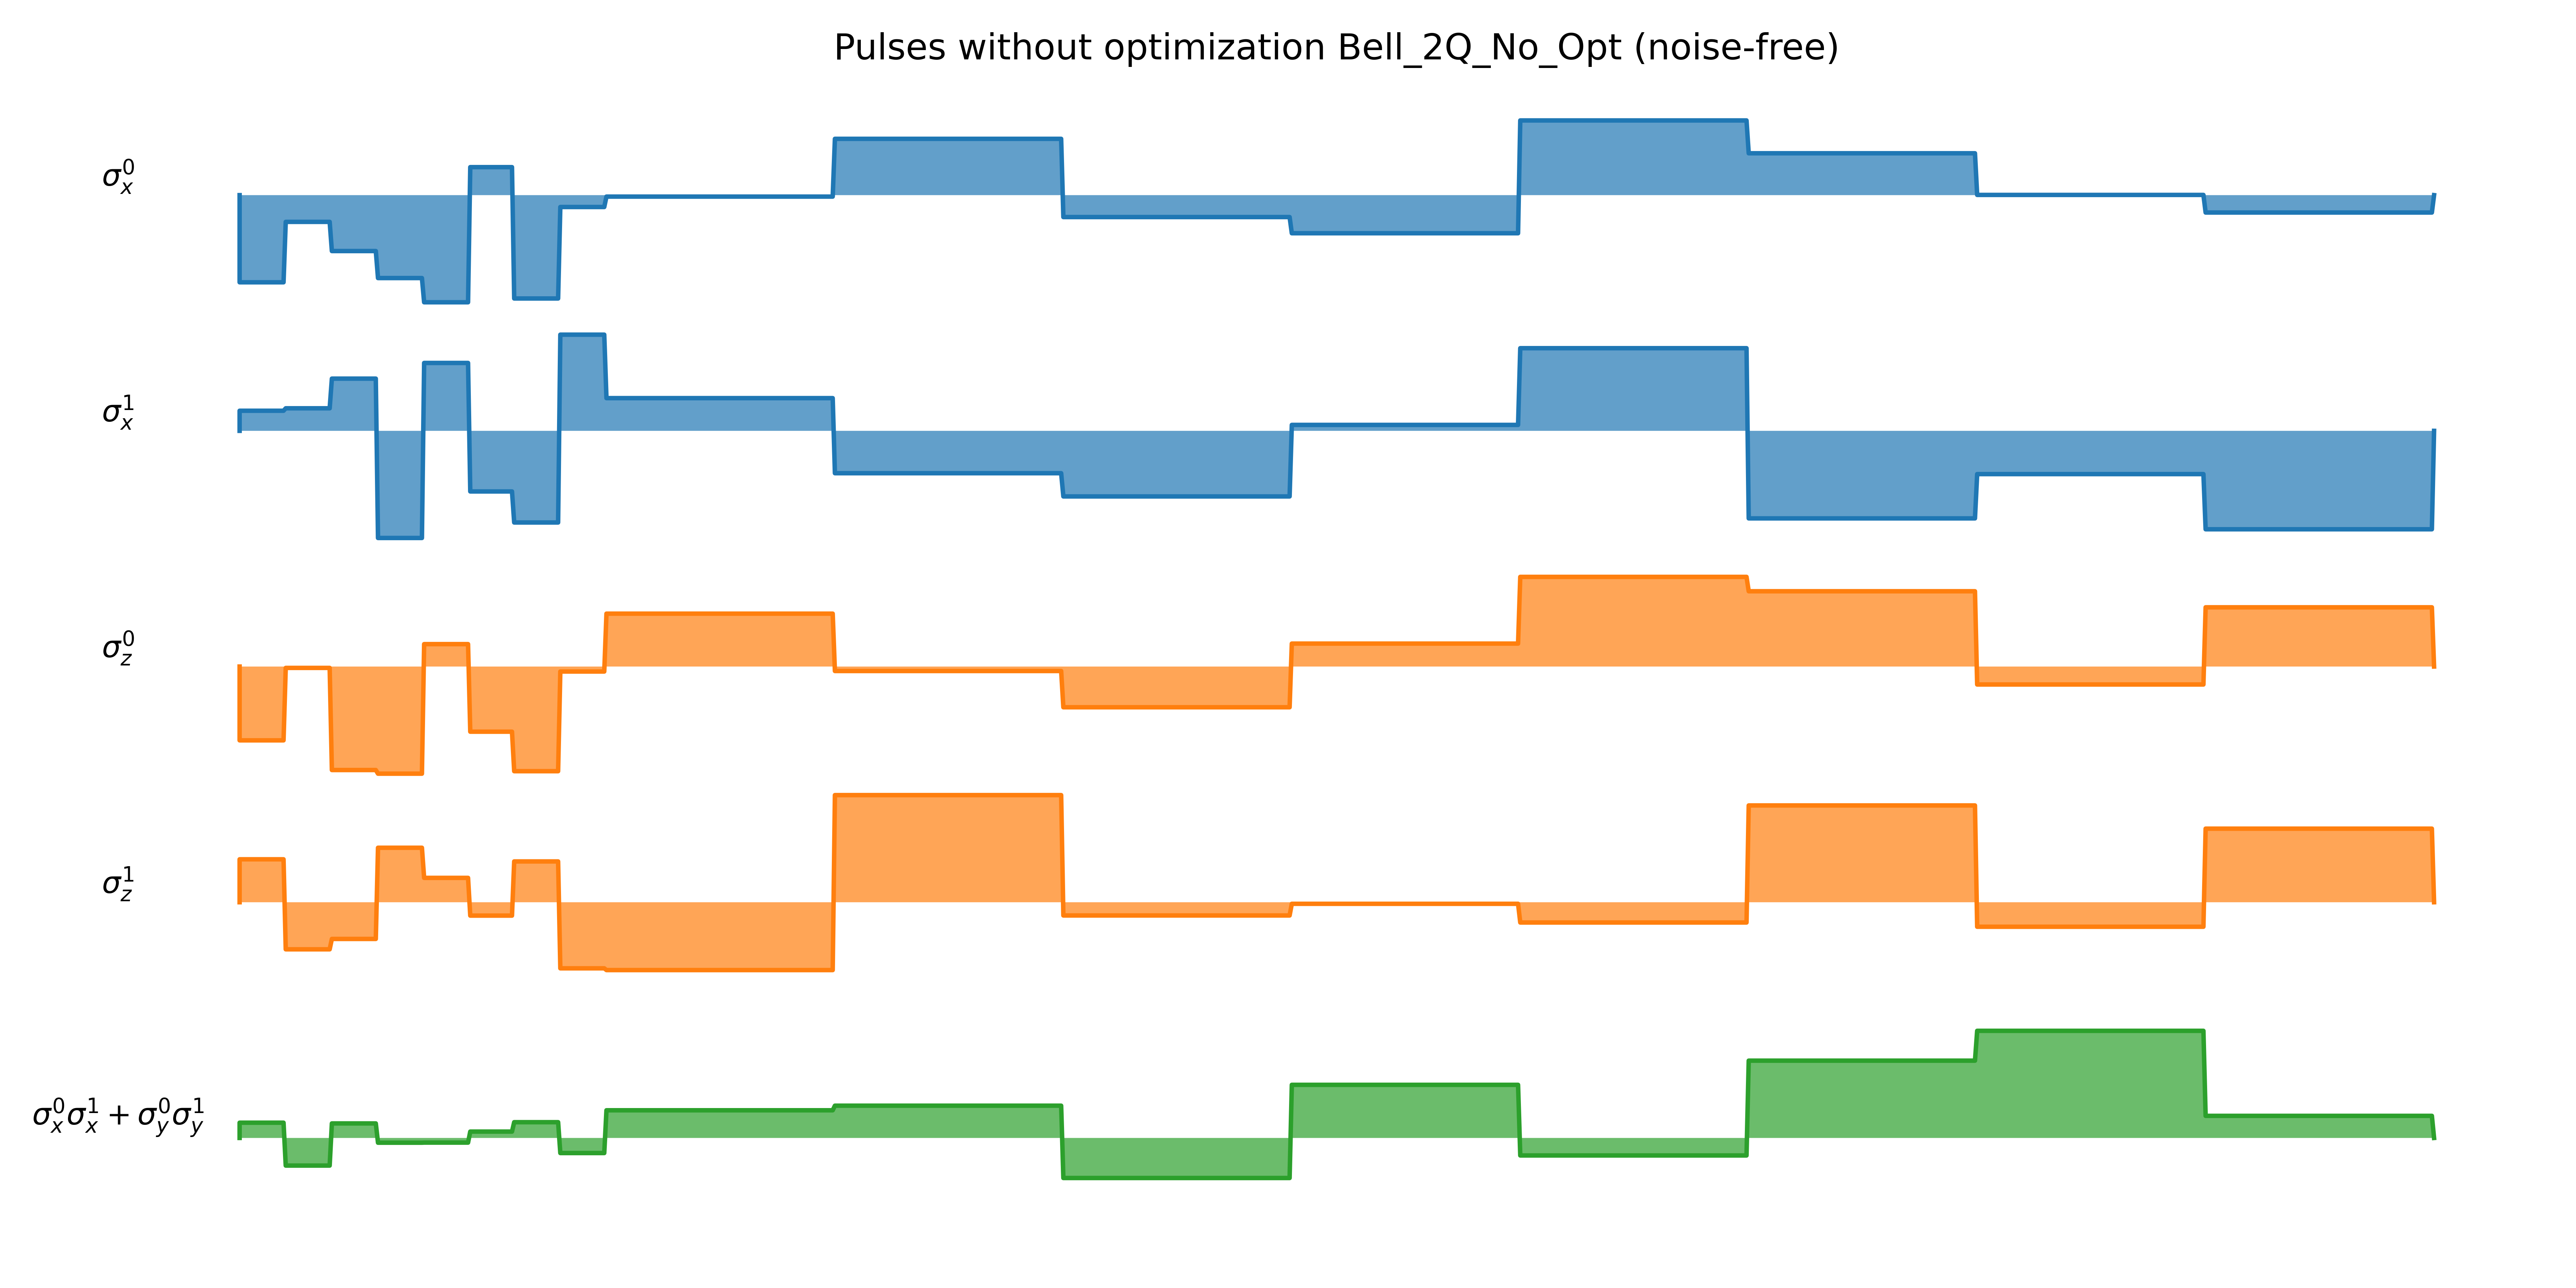 Pulses without optimization Bell_2Q_No_Opt (noise-free)
σ_x^0
σ_x^1
σ_z^0
σ_z^1
σ_x^0σ_x^1 + σ_y^0σ_y^1